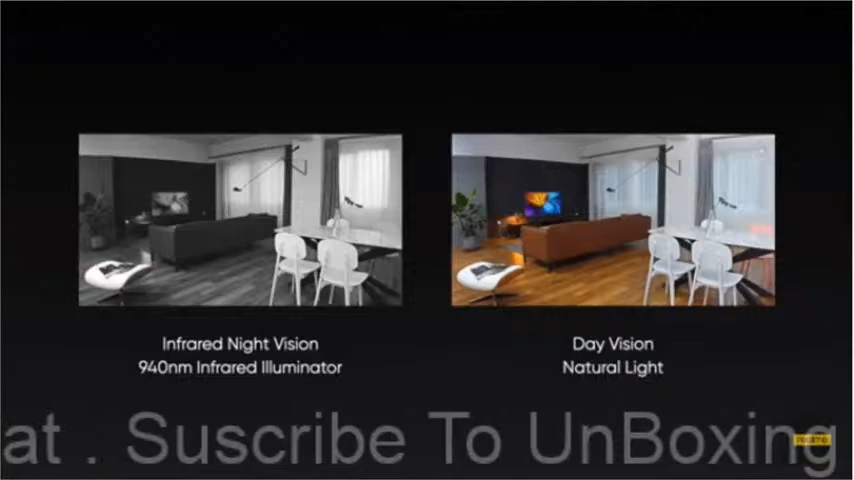 Infrared Night Vision
940nm Infrared Illuminator
Day Vision
Natural Light
at . Suscribe To UnBoxing
realme